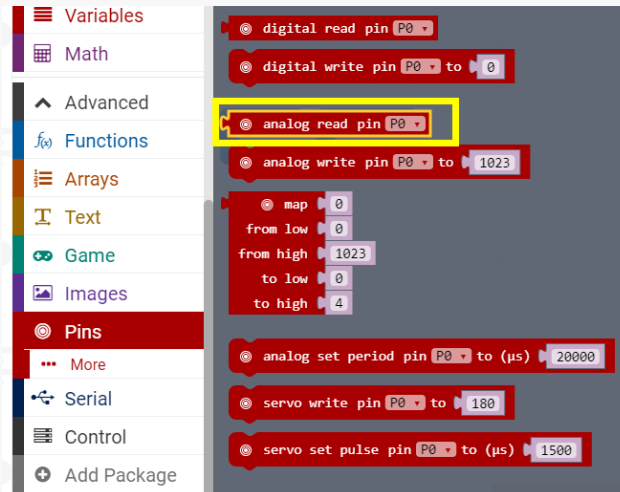 Variables
Math
Advanced
f(x) Functions
Arrays
Text
Game
Images
Pins
More
Serial
Control
Add Package
digital read pin P0
digital write pin P0 to 0
analog read pin P0
analog write pin P0 to 1023
map 0
from low 0
from high 1023
to low 0
to high 4
analog set period pin P0 to (µs) 20000
servo write pin P0 to 180
servo set pulse pin P0 to (µs) 1500